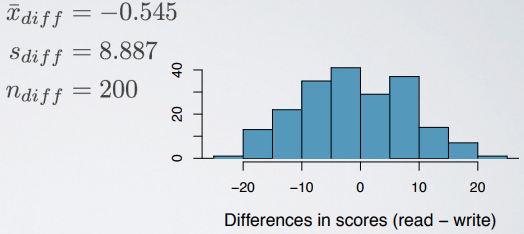 x̄diff = −0.545
sdiff = 8.887
ndiff = 200
40
20
0
−20 −10 0 10 20
Differences in scores (read − write)